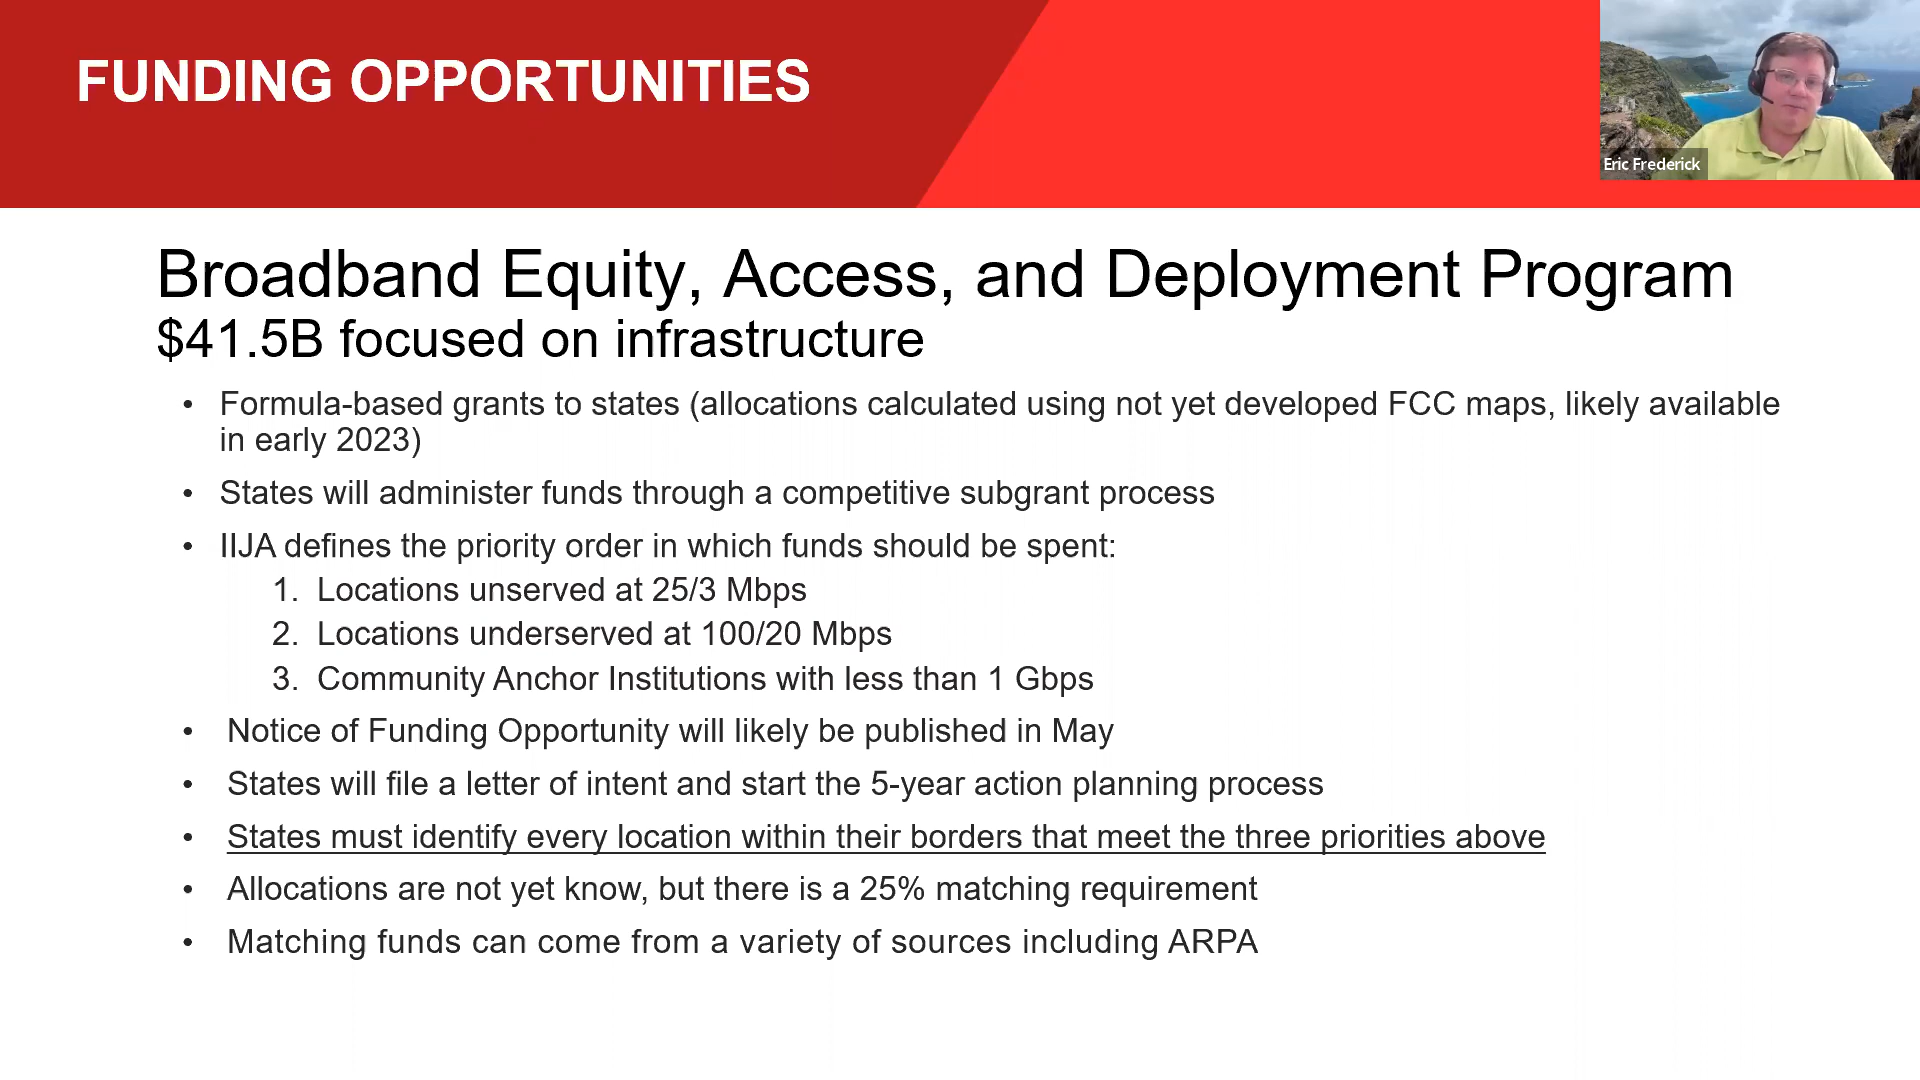 FUNDING OPPORTUNITIES
Eric Frederick
Broadband Equity, Access, and Deployment Program
$41.5B focused on infrastructure
• Formula-based grants to states (allocations calculated using not yet developed FCC maps, likely available
in early 2023)
• States will administer funds through a competitive subgrant process
• IIJA defines the priority order in which funds should be spent:
1. Locations unserved at 25/3 Mbps
2. Locations underserved at 100/20 Mbps
3. Community Anchor Institutions with less than 1 Gbps
• Notice of Funding Opportunity will likely be published in May
• States will file a letter of intent and start the 5-year action planning process
• States must identify every location within their borders that meet the three priorities above
• Allocations are not yet know, but there is a 25% matching requirement
• Matching funds can come from a variety of sources including ARPA